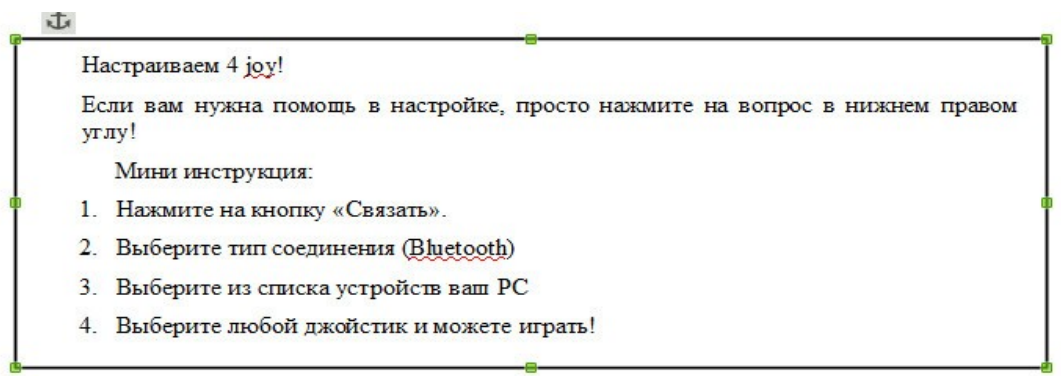 Настраиваем 4 joy!
Если вам нужна помощь в настройке, просто нажмите на вопрос в нижнем правом
углу!
Мини инструкция:
1. Нажмите на кнопку «Связать».
2. Выберите тип соединения (Bluetooth)
3. Выберите из списка устройств ваш PC
4. Выберите любой джойстик и можете играть!